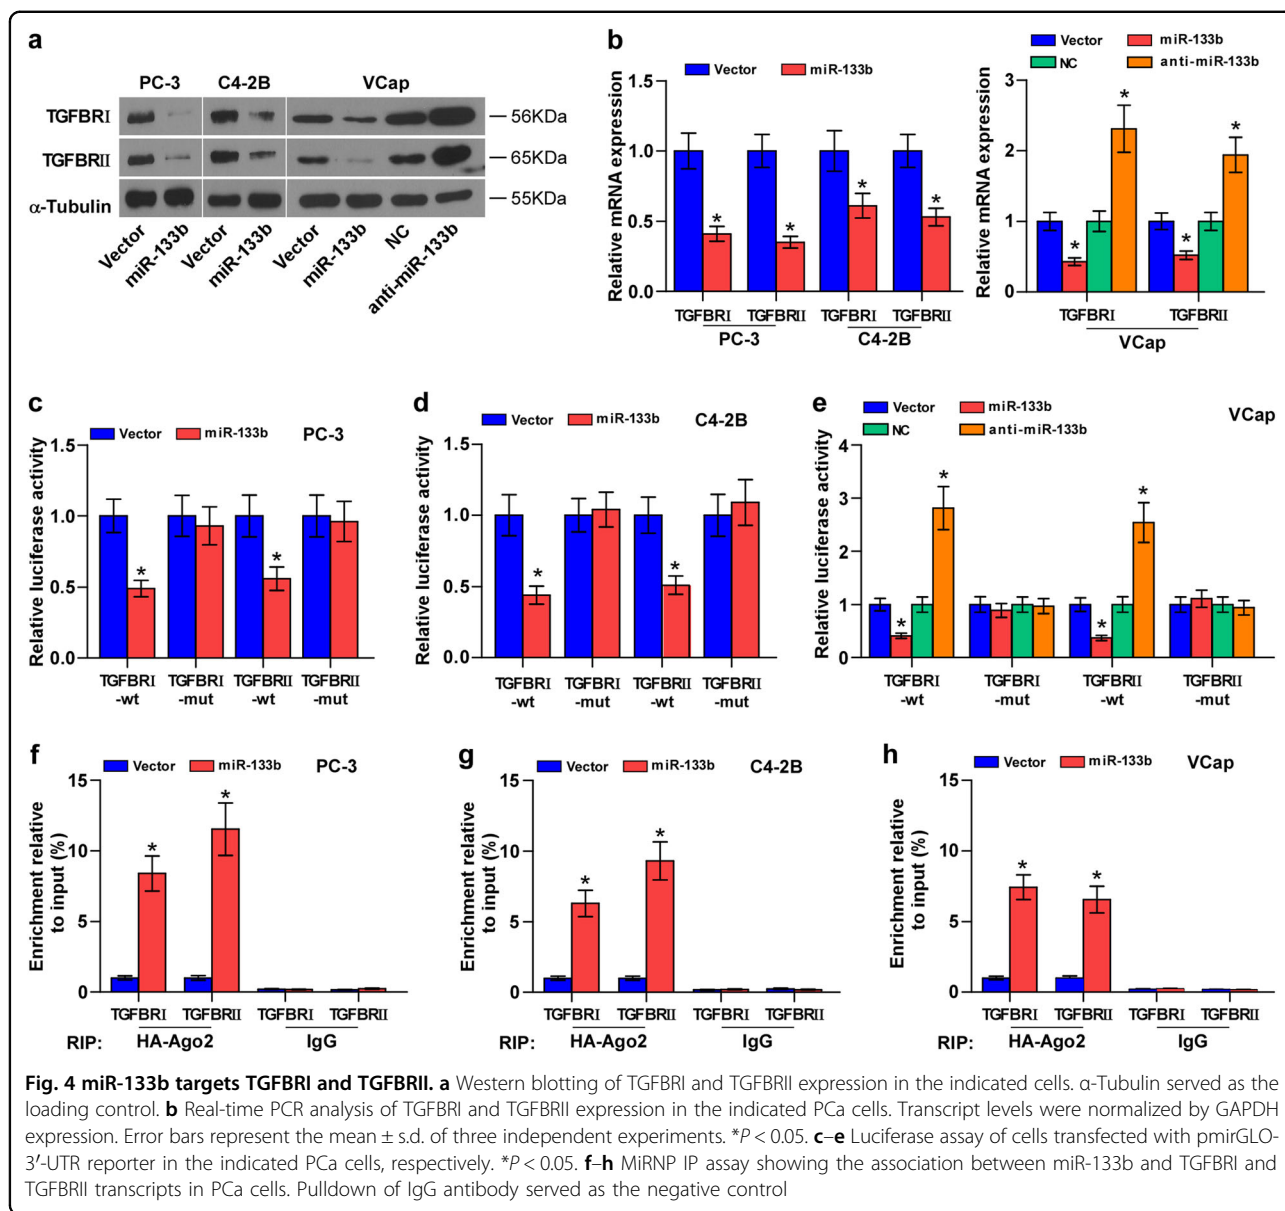 a
PC-3 C4-2B VCap
TGFBRI 56KDa
TGFBRII 65KDa
α-Tubulin 55KDa
Vector miR-133b Vector miR-133b Vector miR-133b NC anti-miR-133b
b
Vector miR-133b
Relative mRNA expression
1.5
1.0
0.5
0.0
* * * *
TGFBRI TGFBRII TGFBRI TGFBRII
PC-3 C4-2B
Vector miR-133b
NC anti-miR-133b
Relative mRNA expression
3
2
1
0
* * * *
TGFBRI TGFBRII
VCap
c
Vector miR-133b PC-3
Relative luciferase activity
1.5
1.0
0.5
0.0
* *
TGFBRI TGFBRI TGFBRII TGFBRII
-wt -mut -wt -mut
d
Vector miR-133b C4-2B
Relative luciferase activity
1.5
1.0
0.5
0.0
* *
TGFBRI TGFBRI TGFBRII TGFBRII
-wt -mut -wt -mut
e
Vector miR-133b VCap
NC anti-miR-133b
Relative luciferase activity
4
3
2
1
0
* * * *
TGFBRI TGFBRI TGFBRII TGFBRII
-wt -mut -wt -mut
f
Vector miR-133b PC-3
Enrichment relative
to input (%)
15
10
5
0
* *
TGFBRI TGFBRII TGFBRI TGFBRII
RIP: HA-Ago2 IgG
g
Vector miR-133b C4-2B
Enrichment relative
to input (%)
15
10
5
0
* *
TGFBRI TGFBRII TGFBRI TGFBRII
RIP: HA-Ago2 IgG
h
Vector miR-133b VCap
Enrichment relative
to input (%)
15
10
5
0
* *
TGFBRI TGFBRII TGFBRI TGFBRII
RIP: HA-Ago2 IgG
Fig. 4 miR-133b targets TGFBRI and TGFBRII. a Western blotting of TGFBRI and TGFBRII expression in the indicated cells. α-Tubulin served as the
loading control. b Real-time PCR analysis of TGFBRI and TGFBRII expression in the indicated PCa cells. Transcript levels were normalized by GAPDH
expression. Error bars represent the mean ± s.d. of three independent experiments. *P < 0.05. c–e Luciferase assay of cells transfected with pmirGLO-
3′-UTR reporter in the indicated PCa cells, respectively. *P < 0.05. f–h MiRNP IP assay showing the association between miR-133b and TGFBRI and
TGFBRII transcripts in PCa cells. Pulldown of IgG antibody served as the negative control